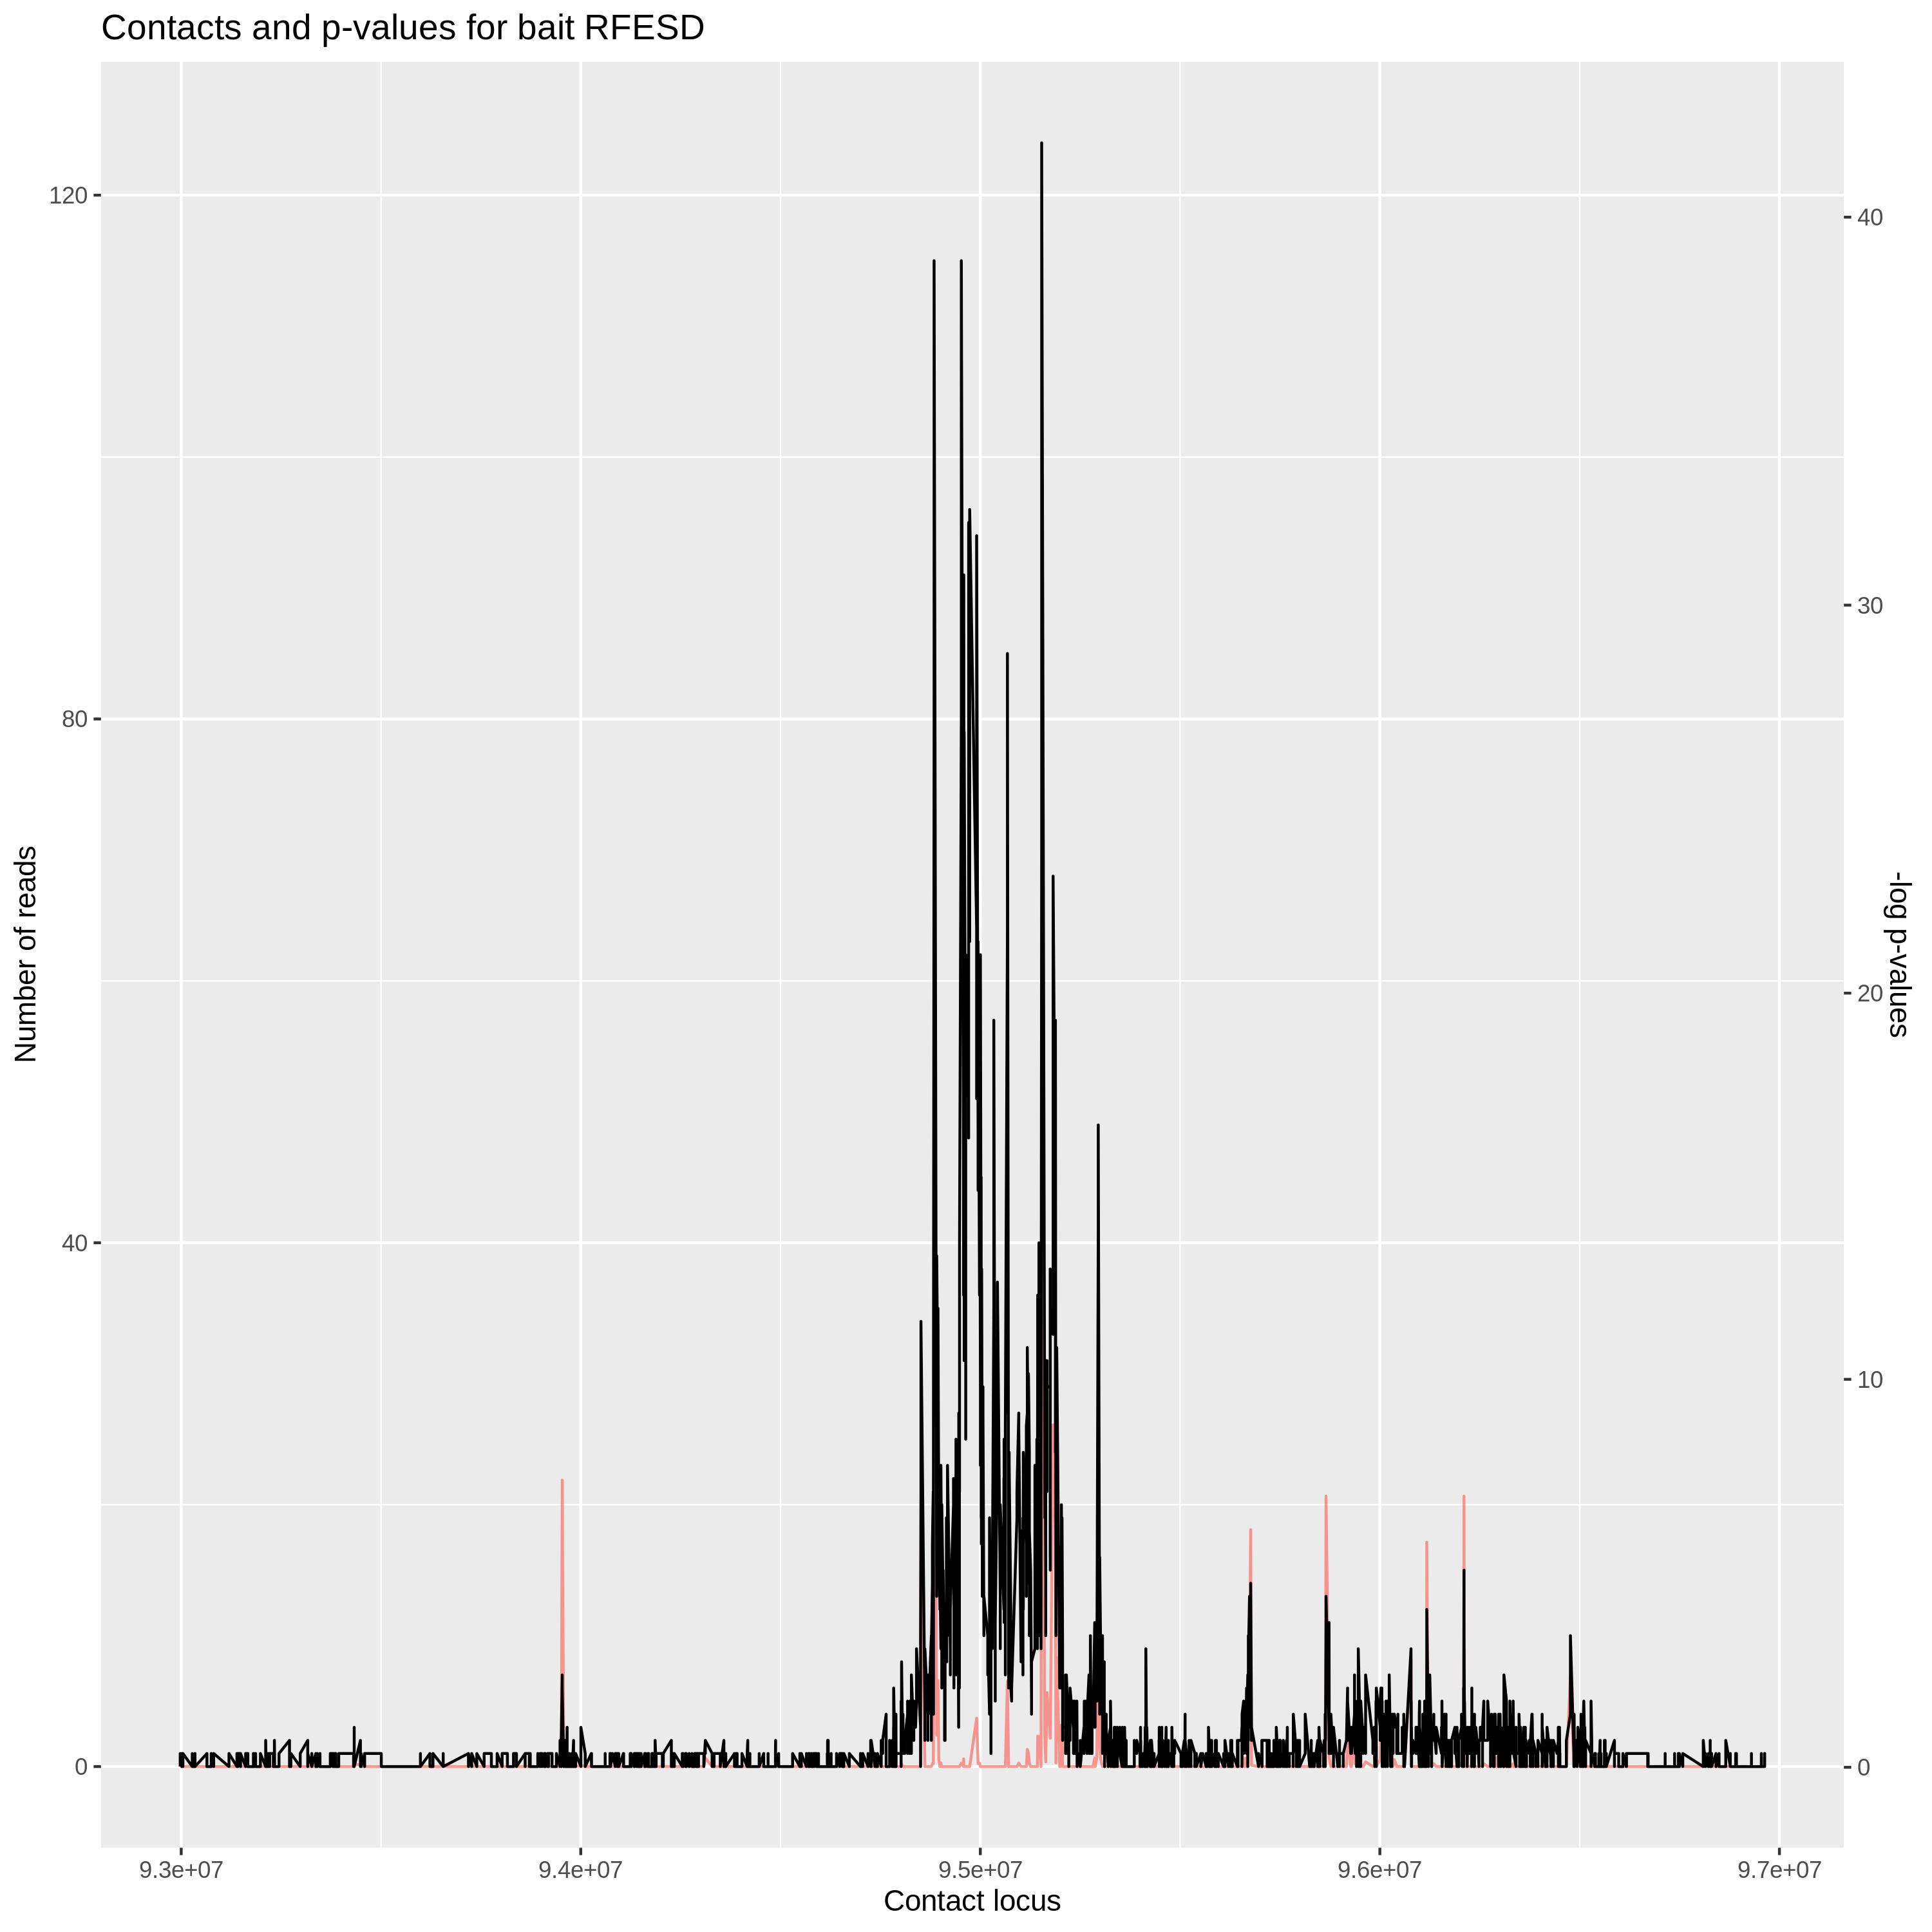 Contacts and p-values for bait RFESD
120
80
40
0
Number of reads
40
30
20
10
0
-log p-values
9.3e+07 9.4e+07 9.5e+07 9.6e+07 9.7e+07
Contact locus